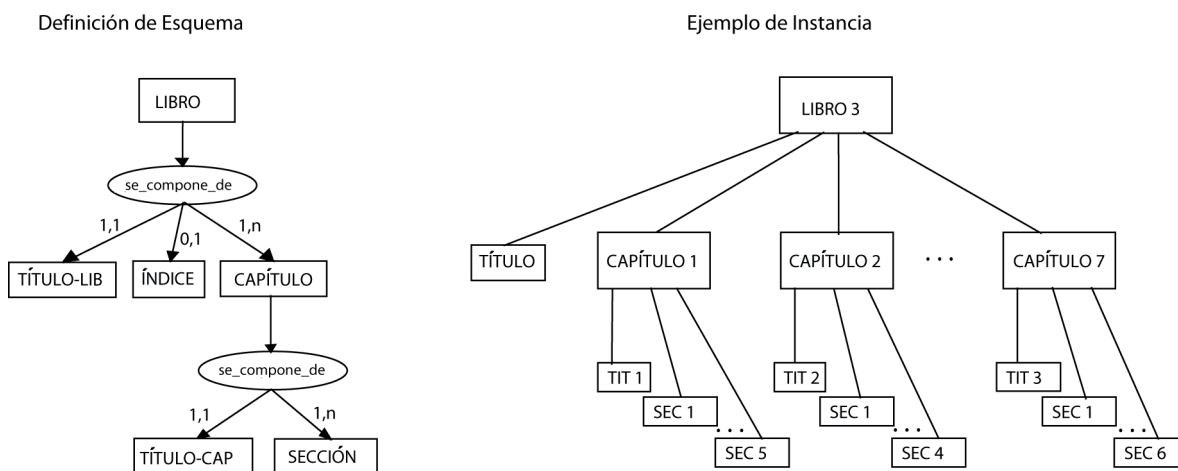 Definición de Esquema
LIBRO
se_compone_de
1,1
0,1
1,n
TÍTULO-LIB
ÍNDICE
CAPÍTULO
se_compone_de
1,1
1,n
TÍTULO-CAP
SECCIÓN
Ejemplo de Instancia
LIBRO 3
TÍTULO
CAPÍTULO 1
CAPÍTULO 2
...
CAPÍTULO 7
TIT 1
SEC 1
...
SEC 5
TIT 2
SEC 1
...
SEC 4
TIT 3
SEC 1
...
SEC 6